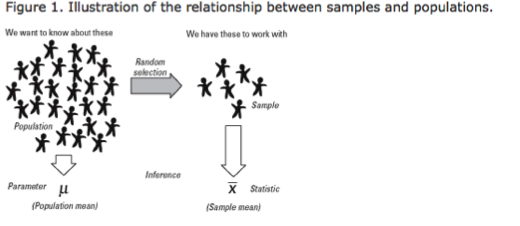 Figure 1. Illustration of the relationship between samples and populations.
We want to know about these
We have these to work with
Random
selection
Population
Sample
Inference
Parameter μ
(Population mean)
x̄ Statistic
(Sample mean)